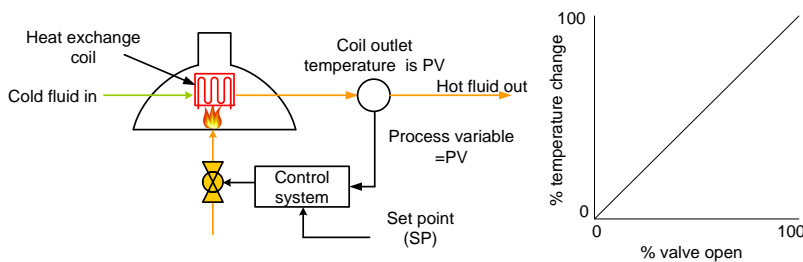 Heat exchange
coil
Cold fluid in
Coil outlet
temperature is PV
Hot fluid out
Process variable
=PV
Control
system
Set point
(SP)
100
% temperature change
0
0
100
% valve open